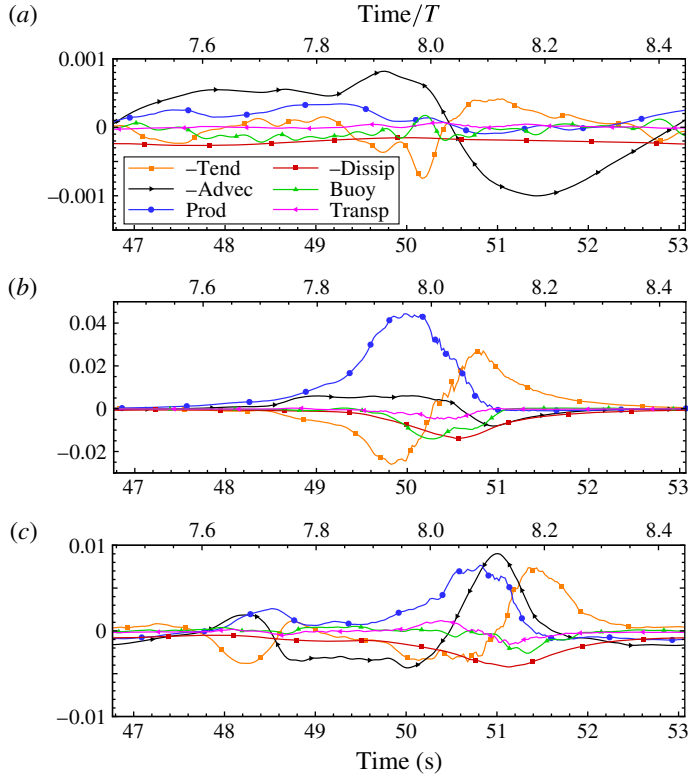 (a)
Time/T
7.6 7.8 8.0 8.2 8.4
0.001
0
–0.001
–Tend –Dissip
–Advec Buoy
Prod Transp
47 48 49 50 51 52 53
(b)
7.6 7.8 8.0 8.2 8.4
0.04
0.02
0
–0.02
47 48 49 50 51 52 53
(c)
7.6 7.8 8.0 8.2 8.4
0.01
0
–0.01
47 48 49 50 51 52 53
Time (s)